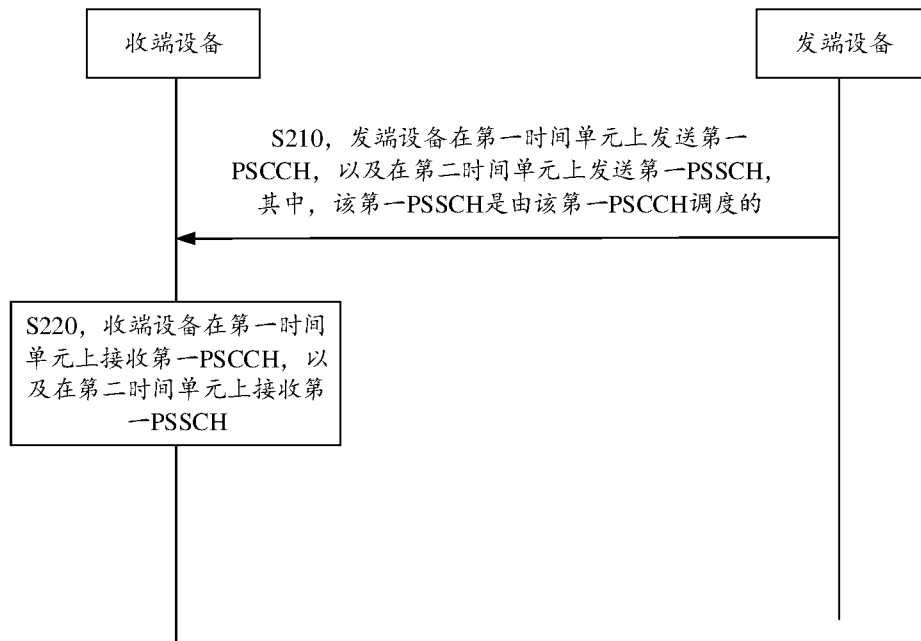 收端设备
发端设备
S210，发端设备在第一时间单元上发送第一
PSCCH，以及在第二时间单元上发送第一PSSCH，
其中，该第一PSSCH是由该第一PSCCH调度的
S220，收端设备在第一时间
单元上接收第一PSCCH，以
及在第二时间单元上接收第
一PSSCH